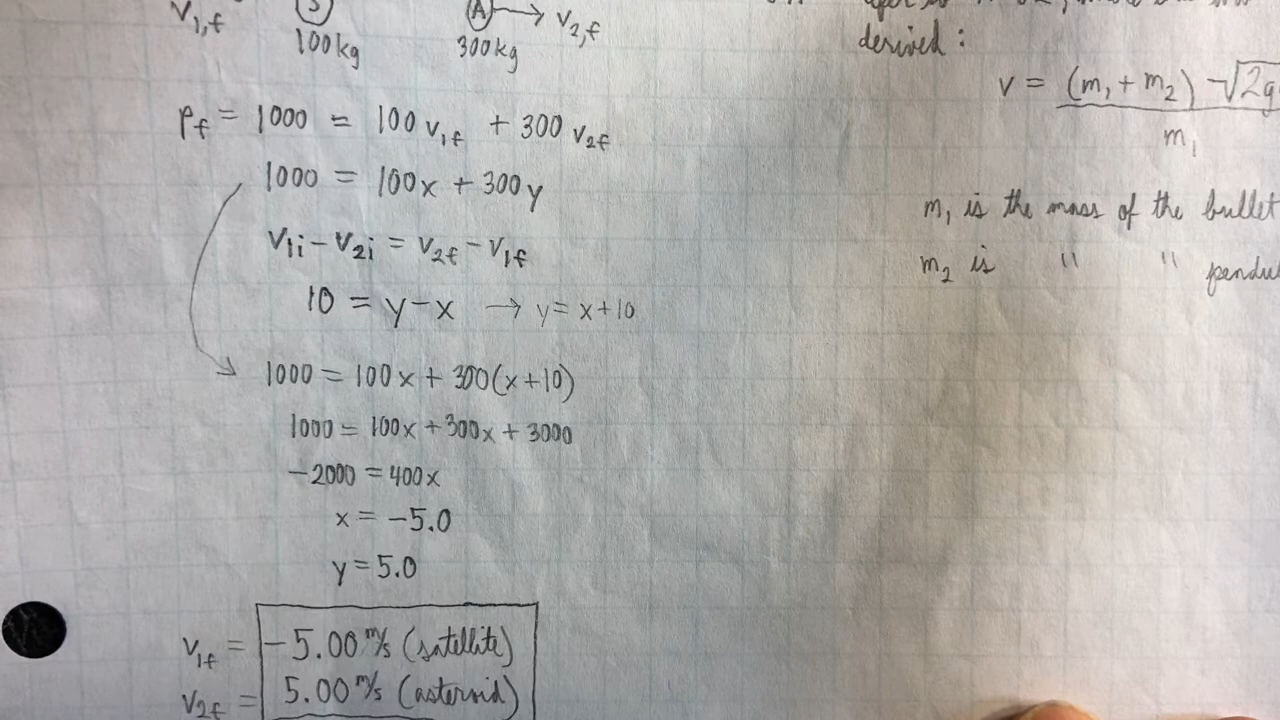 V₁,f
S
A → V₂,f
100kg
300kg
Pf = 1000 = 100 v₁f + 300 v₂f
1000 = 100x + 300y
V₁i − V₂i = V₂f − V₁f
10 = y−x → y = x+10
1000 = 100x + 300(x+10)
1000 = 100x + 300x + 3000
−2000 = 400x
x = −5.0
y = 5.0
V₁f = −5.00 m/s (satellite)
V₂f = 5.00 m/s (asteroid)
derived:
v = (m₁ + m₂) √2g
m₁
m₁ is the mass of the bullet
m₂ is " "